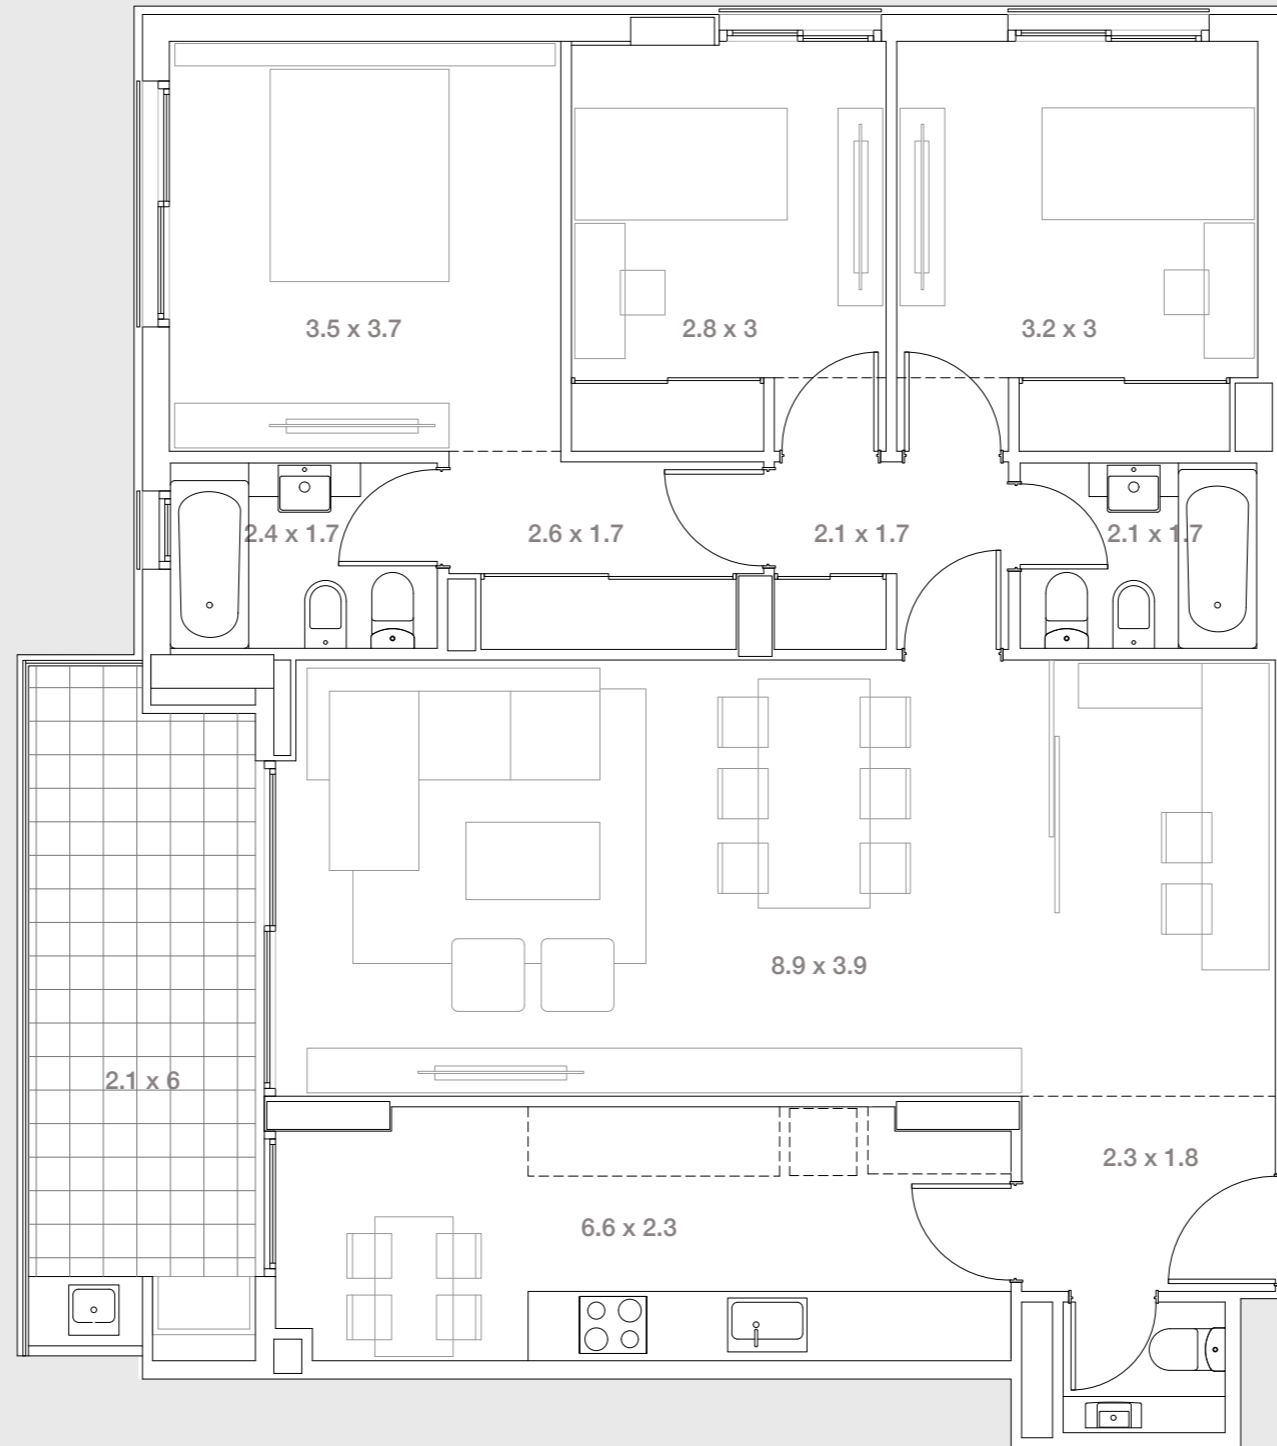 3.5 x 3.7
2.8 x 3
3.2 x 3
2.4 x 1.7
2.6 x 1.7
2.1 x 1.7
2.1 x 1.7
8.9 x 3.9
2.1 x 6
2.3 x 1.8
6.6 x 2.3